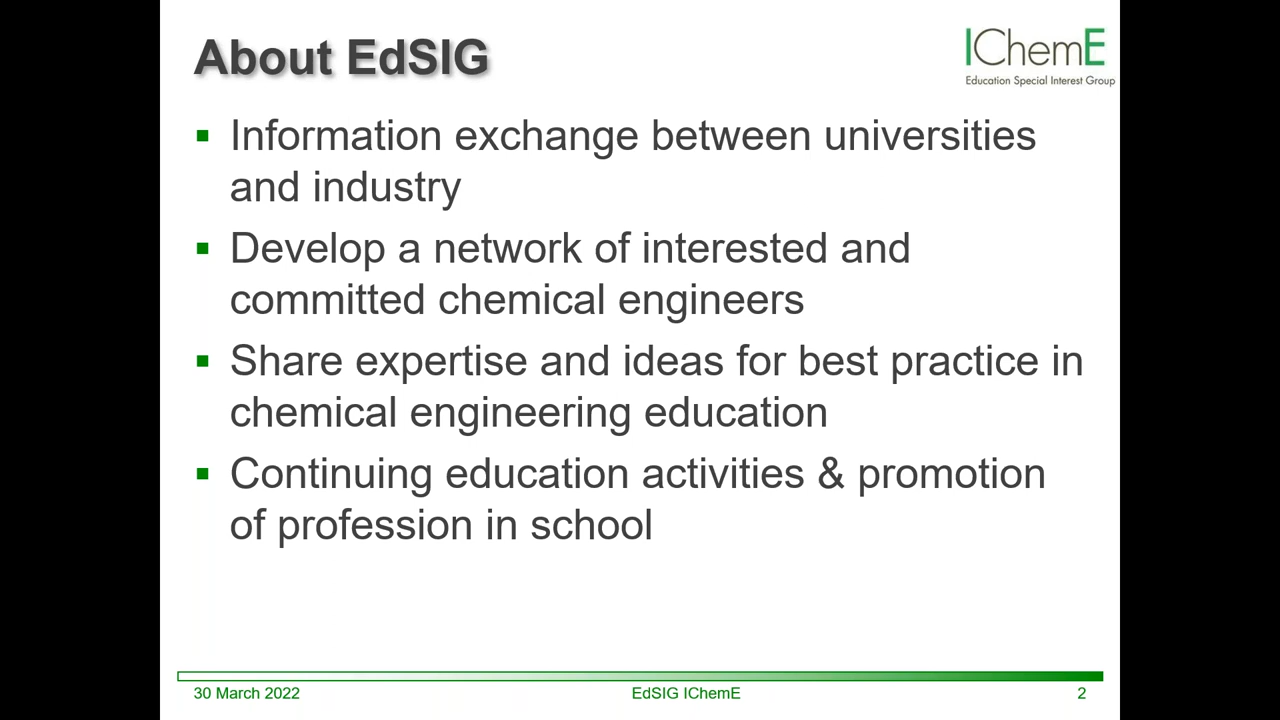 About EdSIG
IChemE
Education Special Interest Group
Information exchange between universities
and industry
Develop a network of interested and
committed chemical engineers
Share expertise and ideas for best practice in
chemical engineering education
Continuing education activities & promotion
of profession in school
30 March 2022
EdSIG IChemE
2